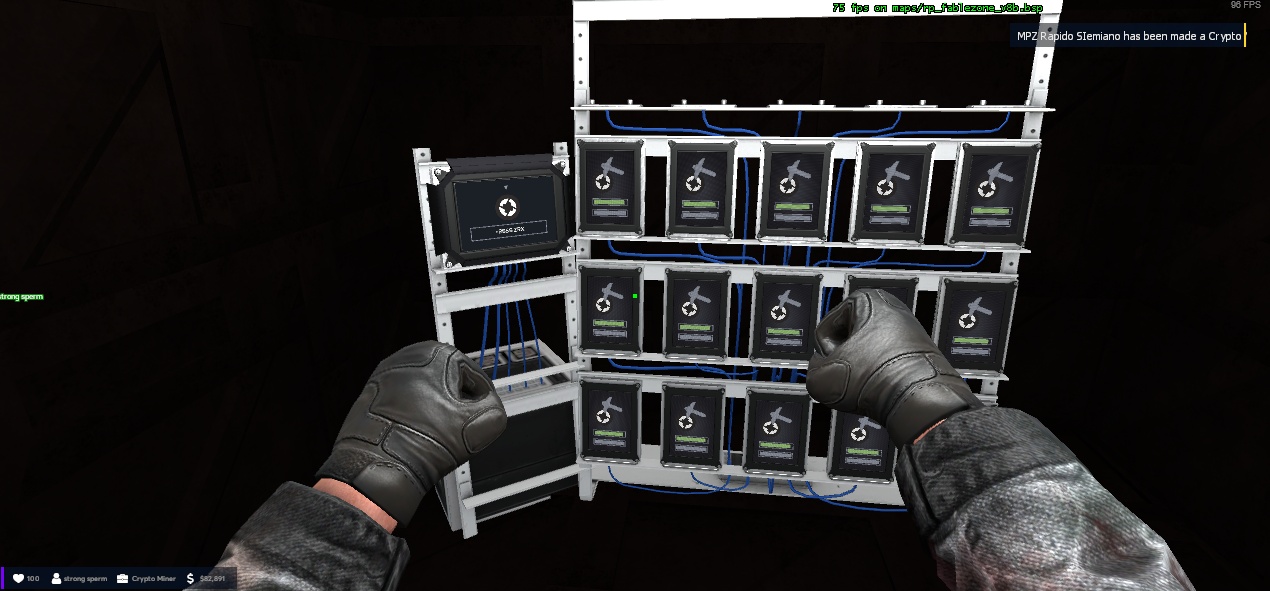 75 fps on maps/rp_fablezone_v8b.bsp
96 FPS
MPZ Rapido SIemiano has been made a Crypto
strong sperm
100
strong sperm
Crypto Miner
$82,891